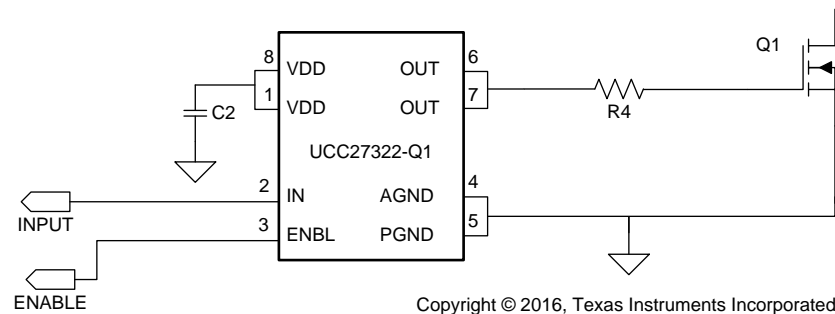 8
VDD
OUT
6
Q1
1
VDD
OUT
7
C2
R4
UCC27322-Q1
2
IN
AGND
4
INPUT
3
ENBL
PGND
5
ENABLE
Copyright © 2016, Texas Instruments Incorporated